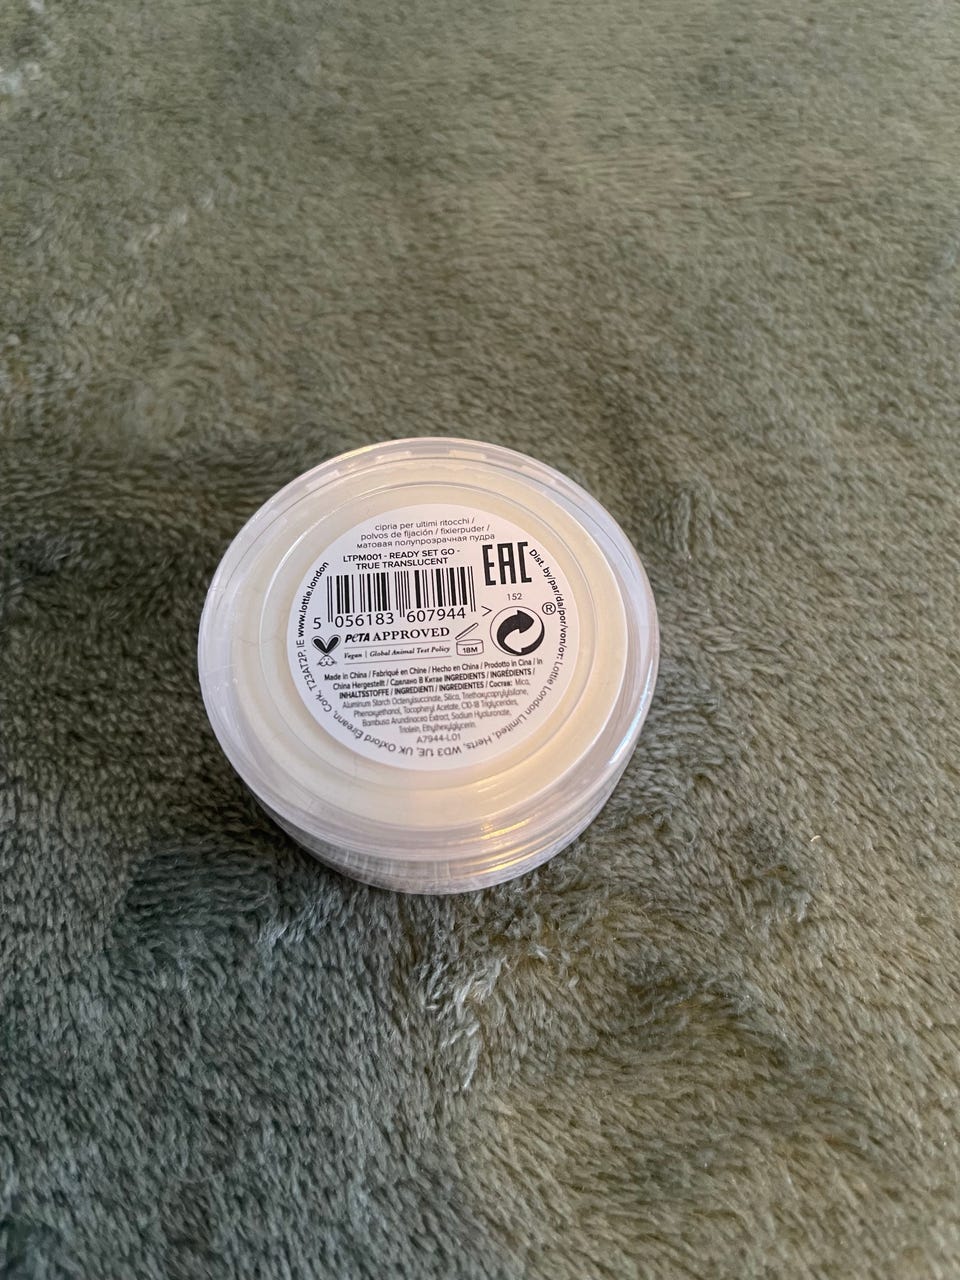 cipria per ultimi ritocchi /
polvos de fijación / fixierpuder /
матовая полупрозрачная пудра
LTPM001 - READY SET GO -
TRUE TRANSLUCENT
EAC
152
5 056183 607944 >
PETA APPROVED
Vegan | Global Animal Test Policy
18M
Made in China / Fabriqué en Chine / Hecho en China / Prodotto in Cina / In
China Hergestellt / Сделано В Китае INGREDIENTS / INGRÉDIENTS /
INHALTSSTOFFE / INGREDIENTI / INGREDIENTES / Состав: Mica,
Aluminum Starch Octenylsuccinate, Silica, Triethoxycaprylylsilane,
Phenoxyethanol, Tocopheryl Acetate, C10-18 Triglycerides,
Bambusa Arundinacea Extract, Sodium Hyaluronate,
Triolein, Ethylhexylglycerin
A7944-L01
®
Dist. by/par/da/por/von/от: Lottie London Limited, Herts, WD3 1JE, UK Oxford Eireann, Cork, T23AT2P, IE www.lottie.london